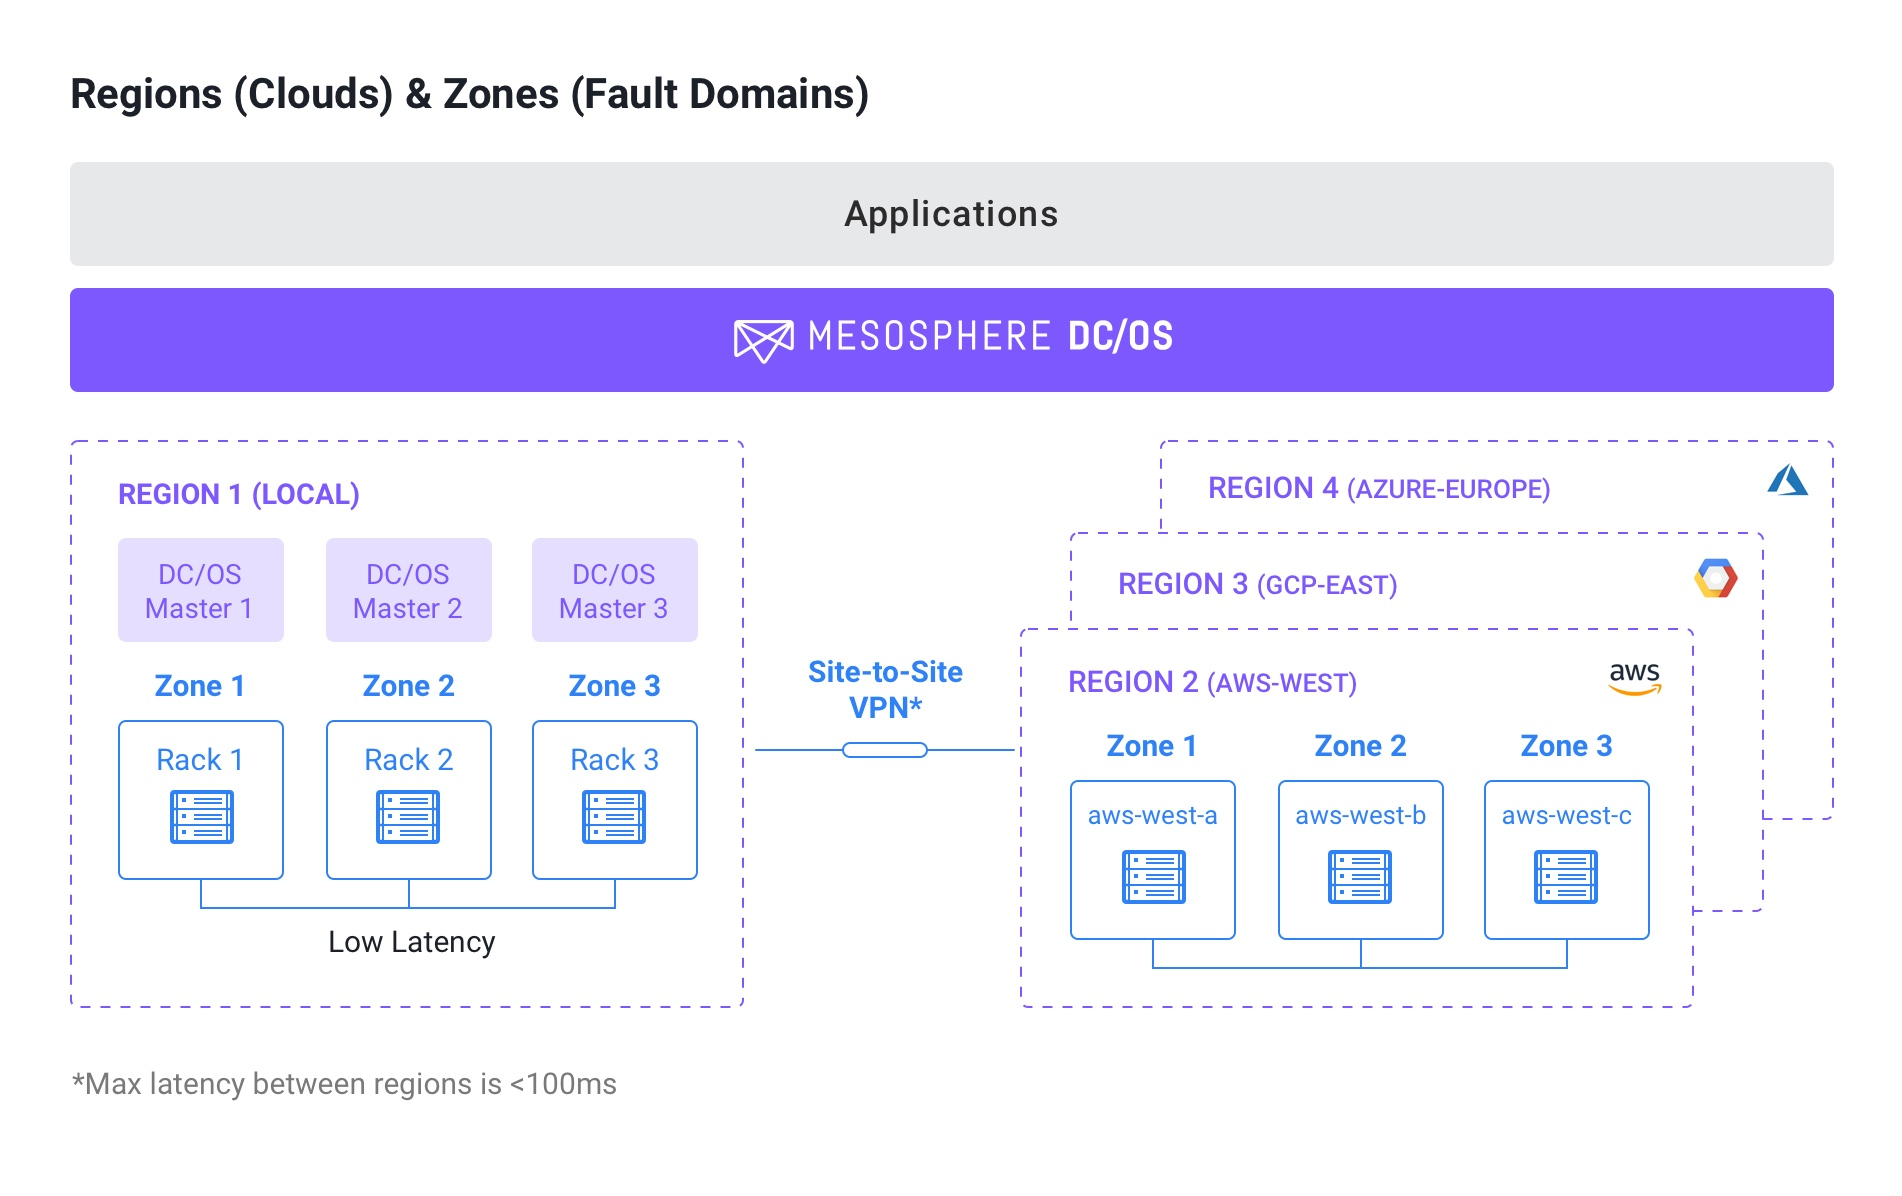 Regions (Clouds) & Zones (Fault Domains)
Applications
MESOSPHERE DC/OS
REGION 1 (LOCAL)
DC/OS
Master 1
DC/OS
Master 2
DC/OS
Master 3
Zone 1
Zone 2
Zone 3
Rack 1
Rack 2
Rack 3
Low Latency
Site-to-Site
VPN*
REGION 4 (AZURE-EUROPE)
REGION 3 (GCP-EAST)
REGION 2 (AWS-WEST)
aws
Zone 1
Zone 2
Zone 3
aws-west-a
aws-west-b
aws-west-c
*Max latency between regions is <100ms